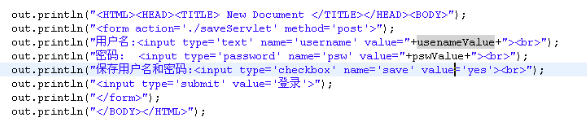 out.println("<HTML><HEAD><TITLE> New Document </TITLE></HEAD><BODY>");
out.println("<form action='./saveServlet' method='post'>");
out.println("用户名:<input type='text' name='username' value="+usenameValue+"><br>");
out.println("密码:  <input type='password' name='psw' value="+pswValue+"><br>");
out.println("保存用户名和密码:<input type='checkbox' name='save' value='yes'><br>");
out.println("<input type='submit' value='登录'>");
out.println("</form>");
out.println("</BODY></HTML>");